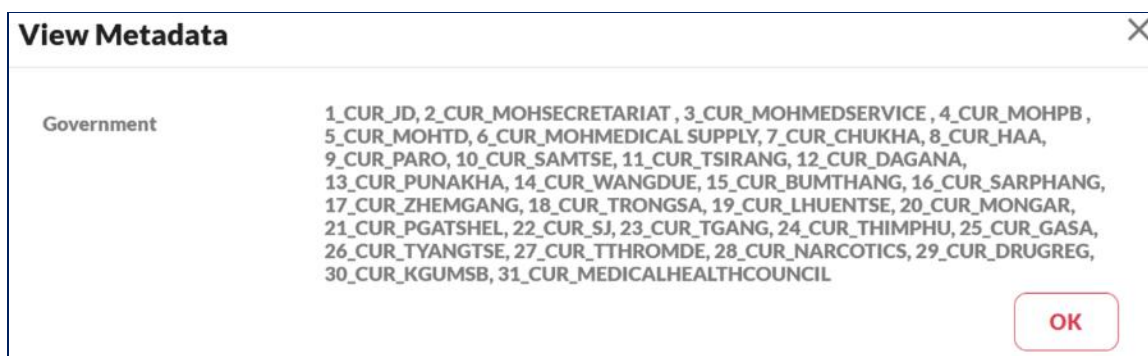 View Metadata
Government
1_CUR_JD, 2_CUR_MOHSECRETARIAT , 3_CUR_MOHMEDSERVICE , 4_CUR_MOHPB ,
5_CUR_MOHTD, 6_CUR_MOHMEDICAL SUPPLY, 7_CUR_CHUKHA, 8_CUR_HAA,
9_CUR_PARO, 10_CUR_SAMTSE, 11_CUR_TSIRANG, 12_CUR_DAGANA,
13_CUR_PUNAKHA, 14_CUR_WANGDUE, 15_CUR_BUMTHANG, 16_CUR_SARPHANG,
17_CUR_ZHEMGANG, 18_CUR_TRONGSA, 19_CUR_LHUENTSE, 20_CUR_MONGAR,
21_CUR_PGATSHEL, 22_CUR_SJ, 23_CUR_TGANG, 24_CUR_THIMPHU, 25_CUR_GASA,
26_CUR_TYANGTSE, 27_CUR_TTHROMDE, 28_CUR_NARCOTICS, 29_CUR_DRUGREG,
30_CUR_KGUMSB, 31_CUR_MEDICALHEALTHCOUNCIL
OK